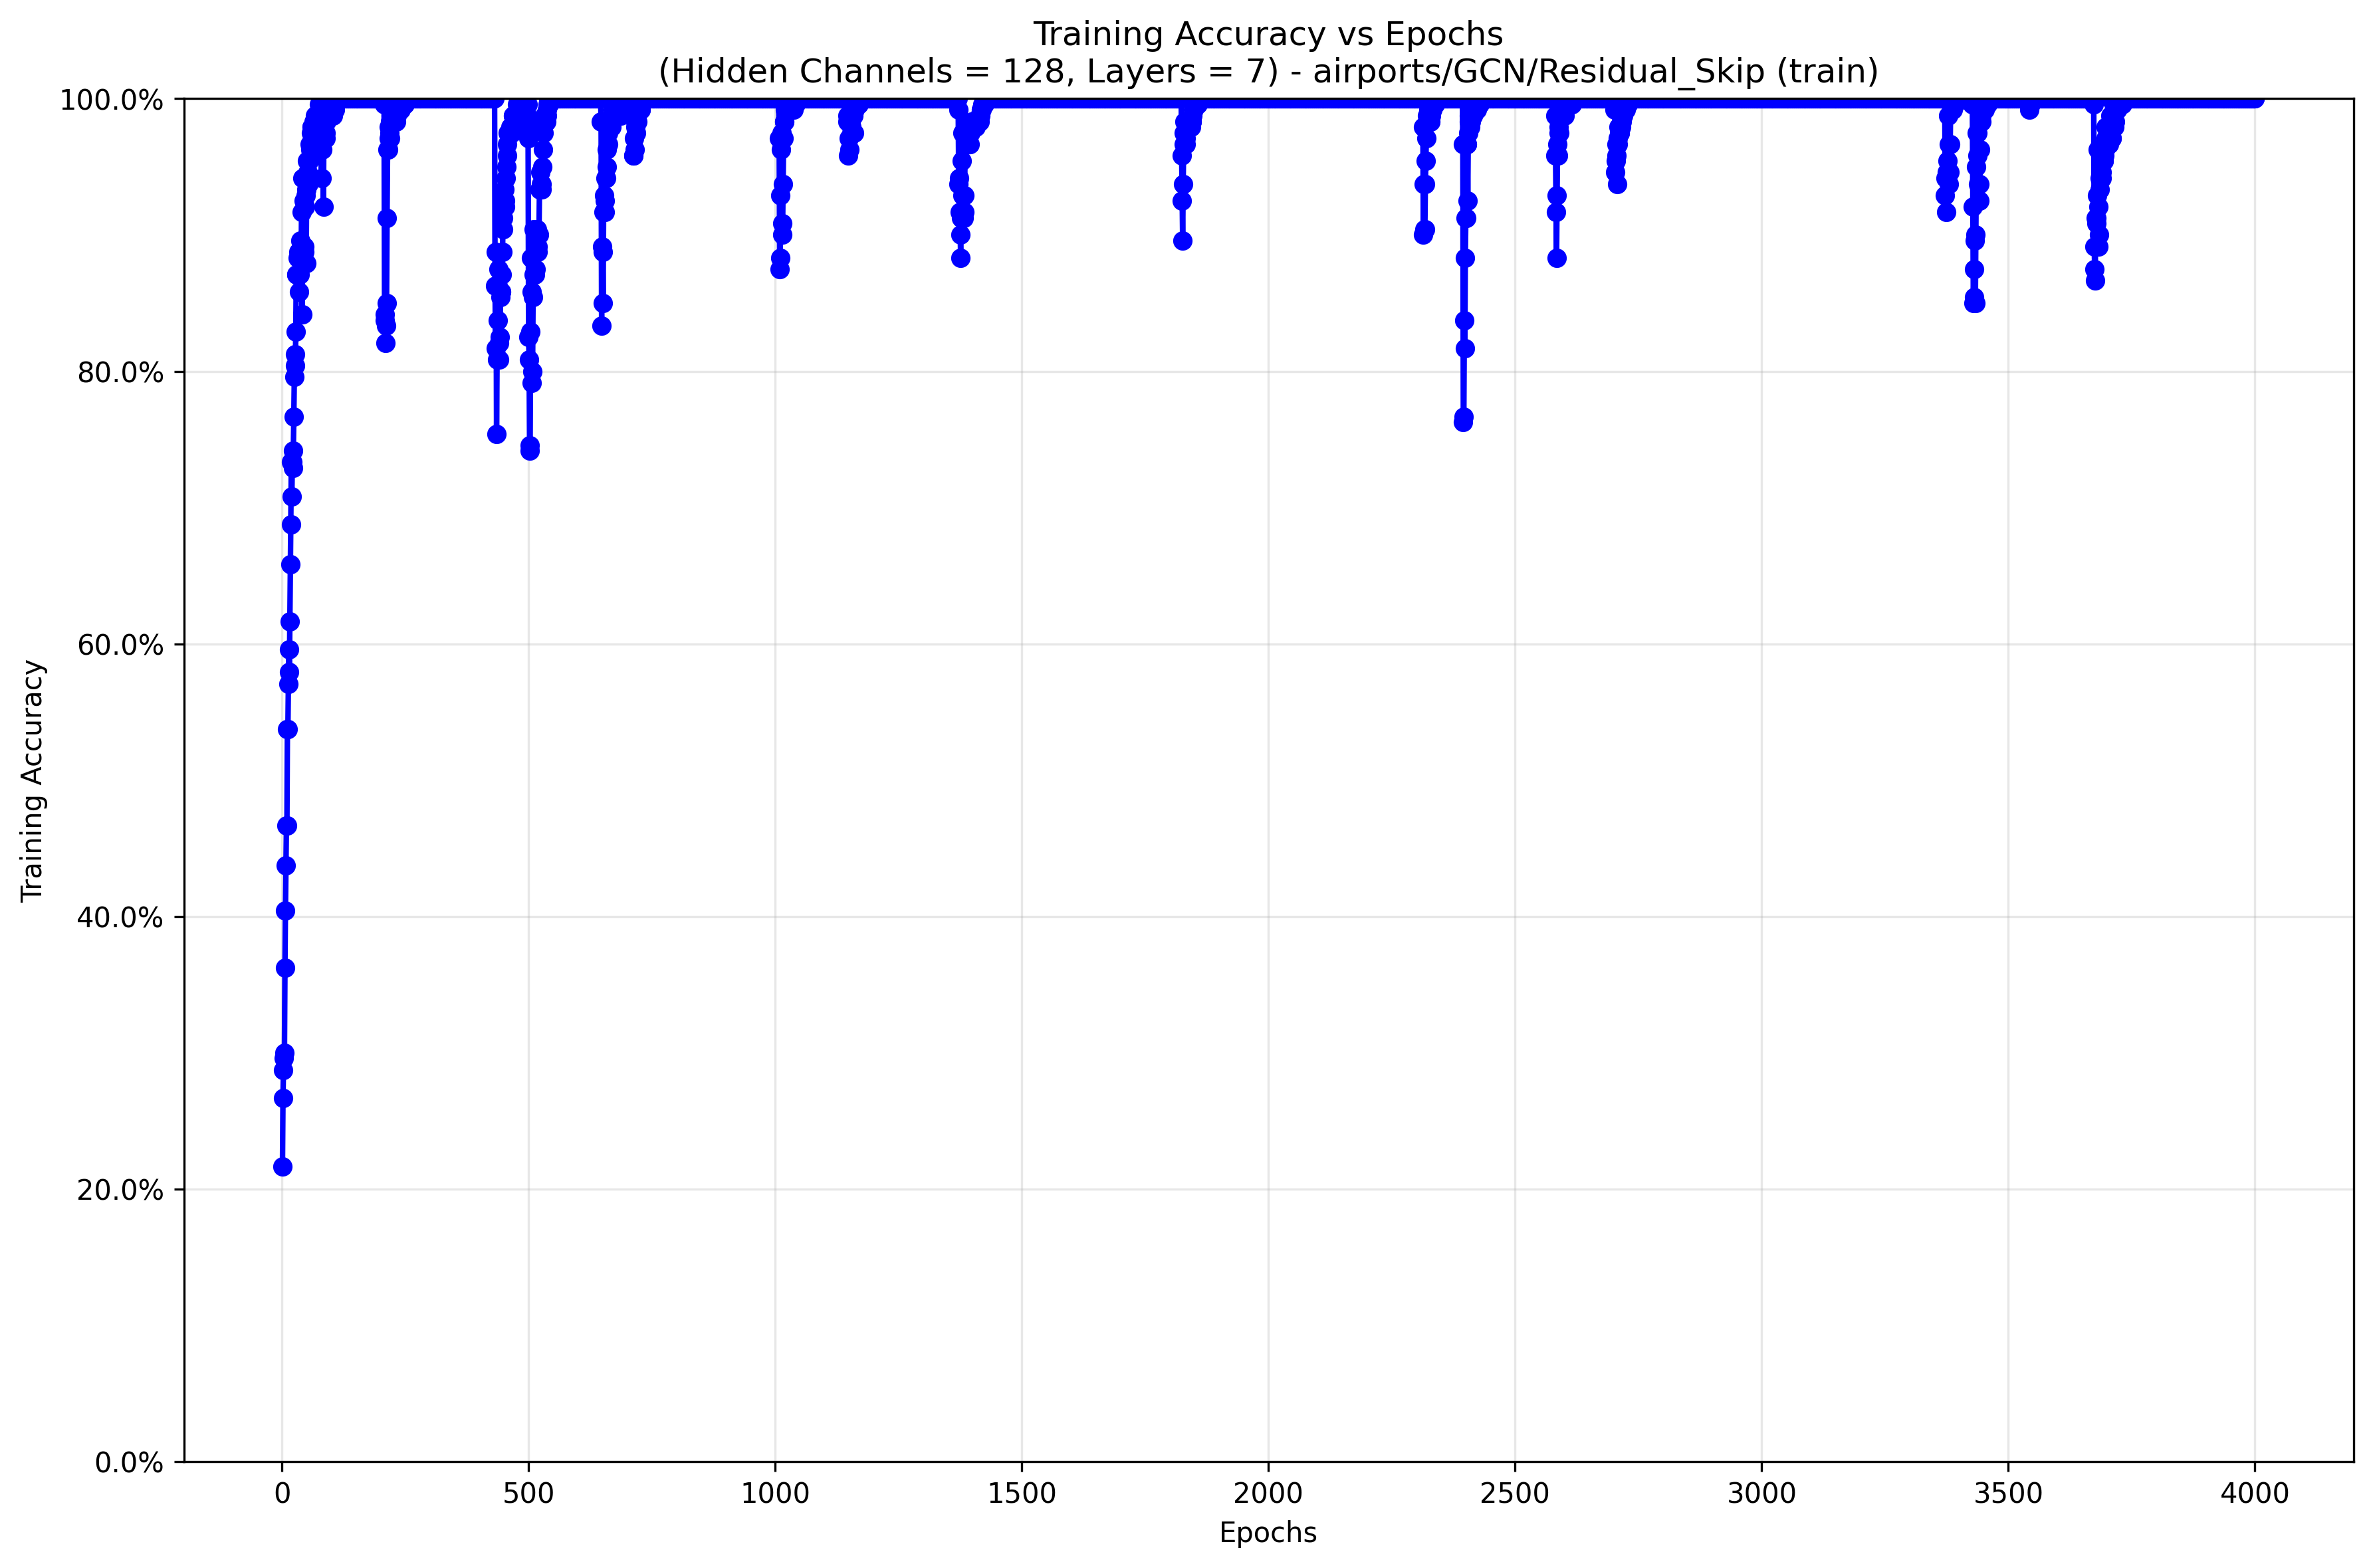 Training Accuracy vs Epochs
(Hidden Channels = 128, Layers = 7) - airports/GCN/Residual_Skip (train)
100.0%
80.0%
60.0%
40.0%
20.0%
0.0%
Training Accuracy
0 500 1000 1500 2000 2500 3000 3500 4000
Epochs